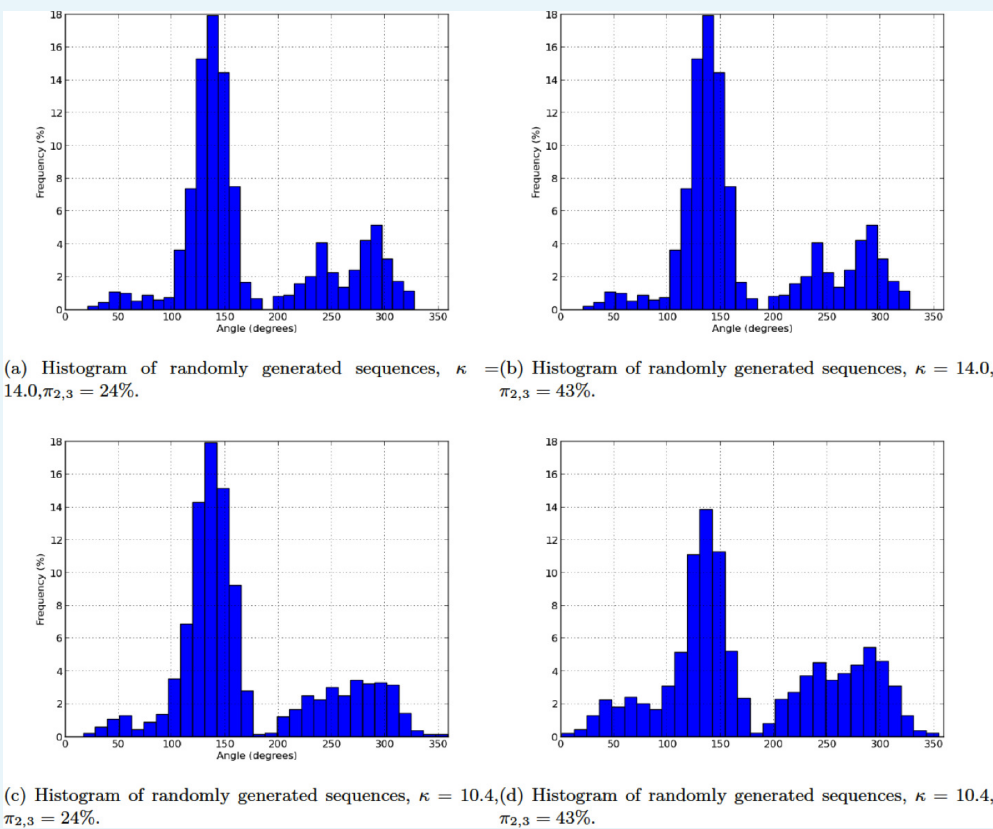 18 16 14 12 10 8 6 4 2 0
Frequency (%)
0 50 100 150 200 250 300 350
Angle (degrees)
18 16 14 12 10 8 6 4 2 0
Frequency (%)
0 50 100 150 200 250 300 350
Angle (degrees)
(a) Histogram of randomly generated sequences, κ =
14.0,π2,3 = 24%.
(b) Histogram of randomly generated sequences, κ = 14.0,
π2,3 = 43%.
18 16 14 12 10 8 6 4 2 0
Frequency (%)
0 50 100 150 200 250 300 350
Angle (degrees)
18 16 14 12 10 8 6 4 2 0
0 50 100 150 200 250 300 350
(c) Histogram of randomly generated sequences, κ = 10.4,
π2,3 = 24%.
(d) Histogram of randomly generated sequences, κ = 10.4,
π2,3 = 43%.